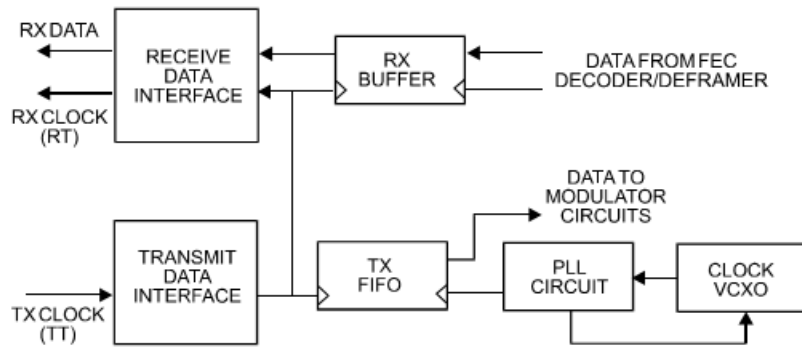 RX DATA
RX CLOCK
(RT)
RECEIVE
DATA
INTERFACE
RX
BUFFER
DATA FROM FEC
DECODER/DEFRAMER
DATA TO
MODULATOR
CIRCUITS
TX CLOCK
(TT)
TRANSMIT
DATA
INTERFACE
TX
FIFO
PLL
CIRCUIT
CLOCK
VCXO